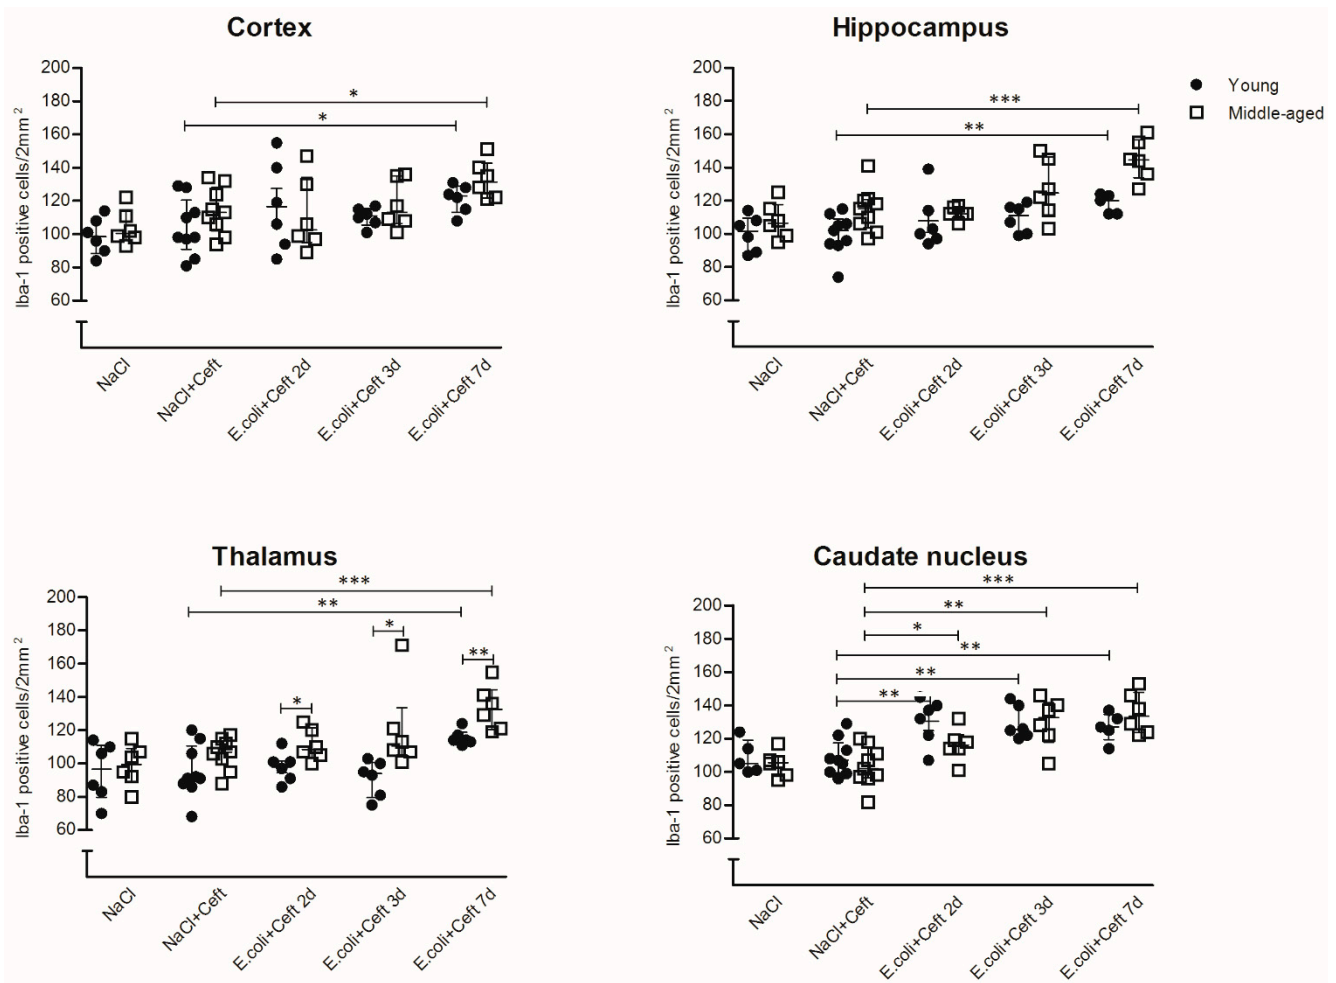 Cortex
Iba-1 positive cells/2mm2
200
180
160
140
120
100
80
60
*
*
NaCl
NaCl+Ceft
E.coli+Ceft 2d
E.coli+Ceft 3d
E.coli+Ceft 7d
Hippocampus
Iba-1 positive cells/2mm2
200
180
160
140
120
100
80
60
***
**
NaCl
NaCl+Ceft
E.coli+Ceft 2d
E.coli+Ceft 3d
E.coli+Ceft 7d
Young
Middle-aged
Thalamus
Iba-1 positive cells/2mm2
200
180
160
140
120
100
80
60
***
**
*
**
*
NaCl
NaCl+Ceft
E.coli+Ceft 2d
E.coli+Ceft 3d
E.coli+Ceft 7d
Caudate nucleus
Iba-1 positive cells/2mm2
200
180
160
140
120
100
80
60
***
**
*
**
**
**
NaCl
NaCl+Ceft
E.coli+Ceft 2d
E.coli+Ceft 3d
E.coli+Ceft 7d